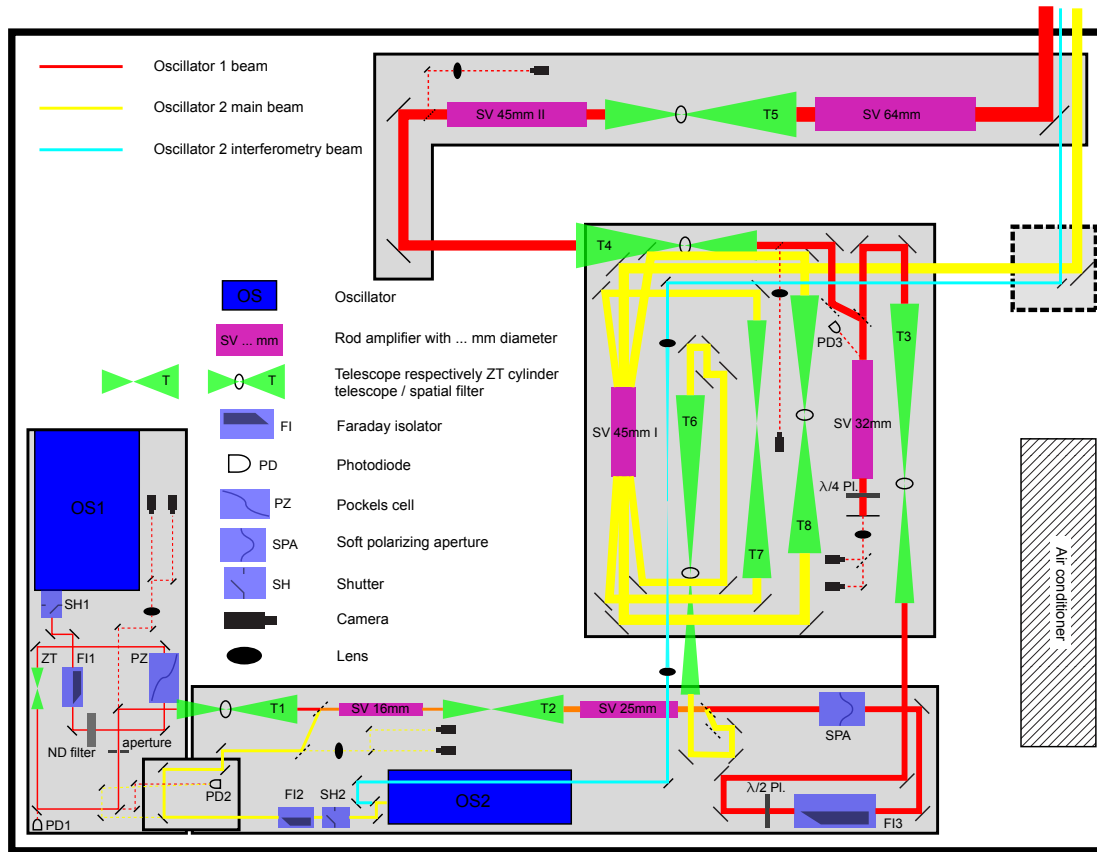 Oscillator 1 beam
Oscillator 2 main beam
Oscillator 2 interferometry beam
SV 45mm II
T5
SV 64mm
T4
OS
Oscillator
SV ... mm
Rod amplifier with ... mm diameter
T
T
Telescope respectively ZT cylinder
telescope / spatial filter
FI
Faraday isolator
PD
Photodiode
PZ
Pockels cell
SPA
Soft polarizing aperture
SH
Shutter
Camera
Lens
PD3
T3
T6
SV 45mm I
SV 32mm
λ/4 Pl.
T8
T7
Air conditioner
OS1
SH1
ZT
FI1
PZ
ND filter
aperture
PD1
T1
SV 16mm
T2
SV 25mm
SPA
PD2
FI2
SH2
OS2
λ/2 Pl.
FI3